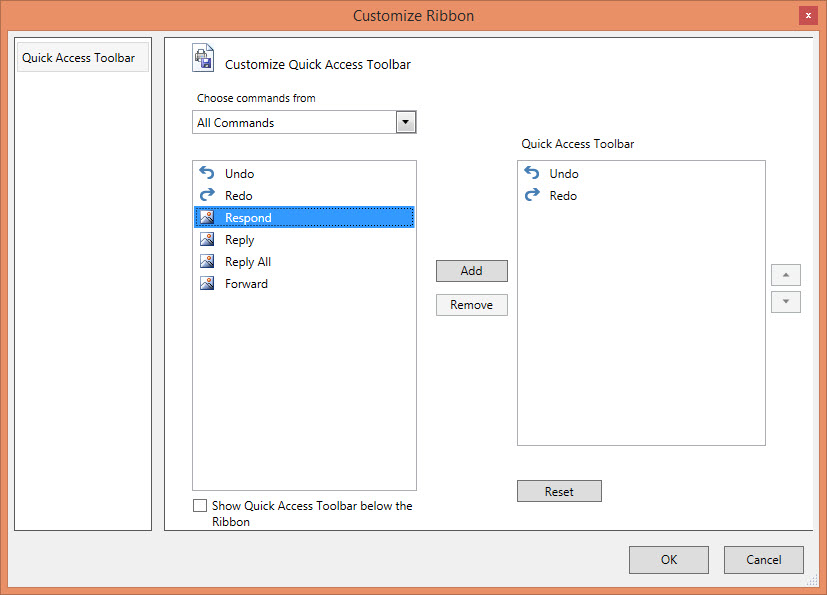 Customize Ribbon
x
Quick Access Toolbar
Customize Quick Access Toolbar
Choose commands from
All Commands
Undo
Redo
Respond
Reply
Reply All
Forward
Show Quick Access Toolbar below the
Ribbon
Add
Remove
Quick Access Toolbar
Undo
Redo
Reset
OK
Cancel